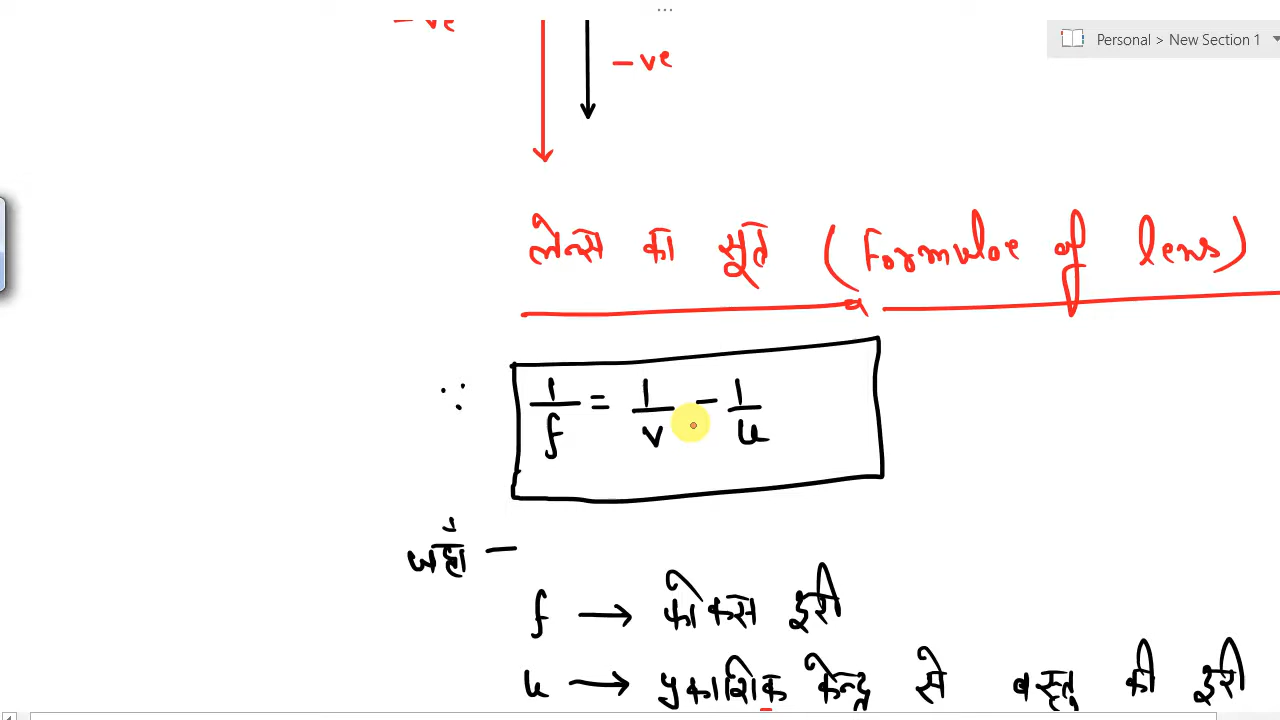 ...
Personal > New Section 1
-ve
-ve
लेन्स का सूत्र (Formulae of lens)
∵ 1/f = 1/v - 1/u
जहाँ -
f → फोकस दूरी
u → प्रकाशिक केन्द्र से वस्तु की दूरी